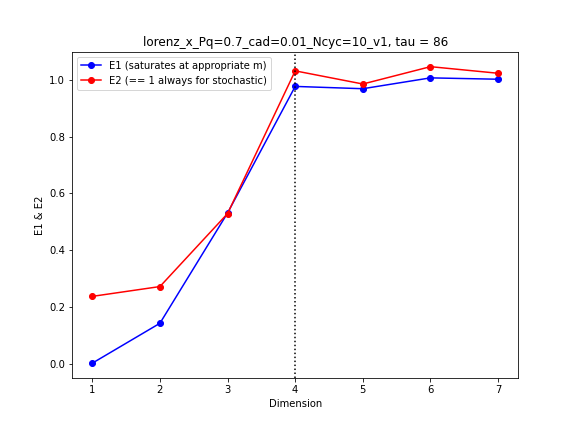 lorenz_x_Pq=0.7_cad=0.01_Ncyc=10_v1, tau = 86
E1 (saturates at appropriate m)
E2 (== 1 always for stochastic)
1.0
0.8
0.6
0.4
0.2
0.0
E1 & E2
1 2 3 4 5 6 7
Dimension